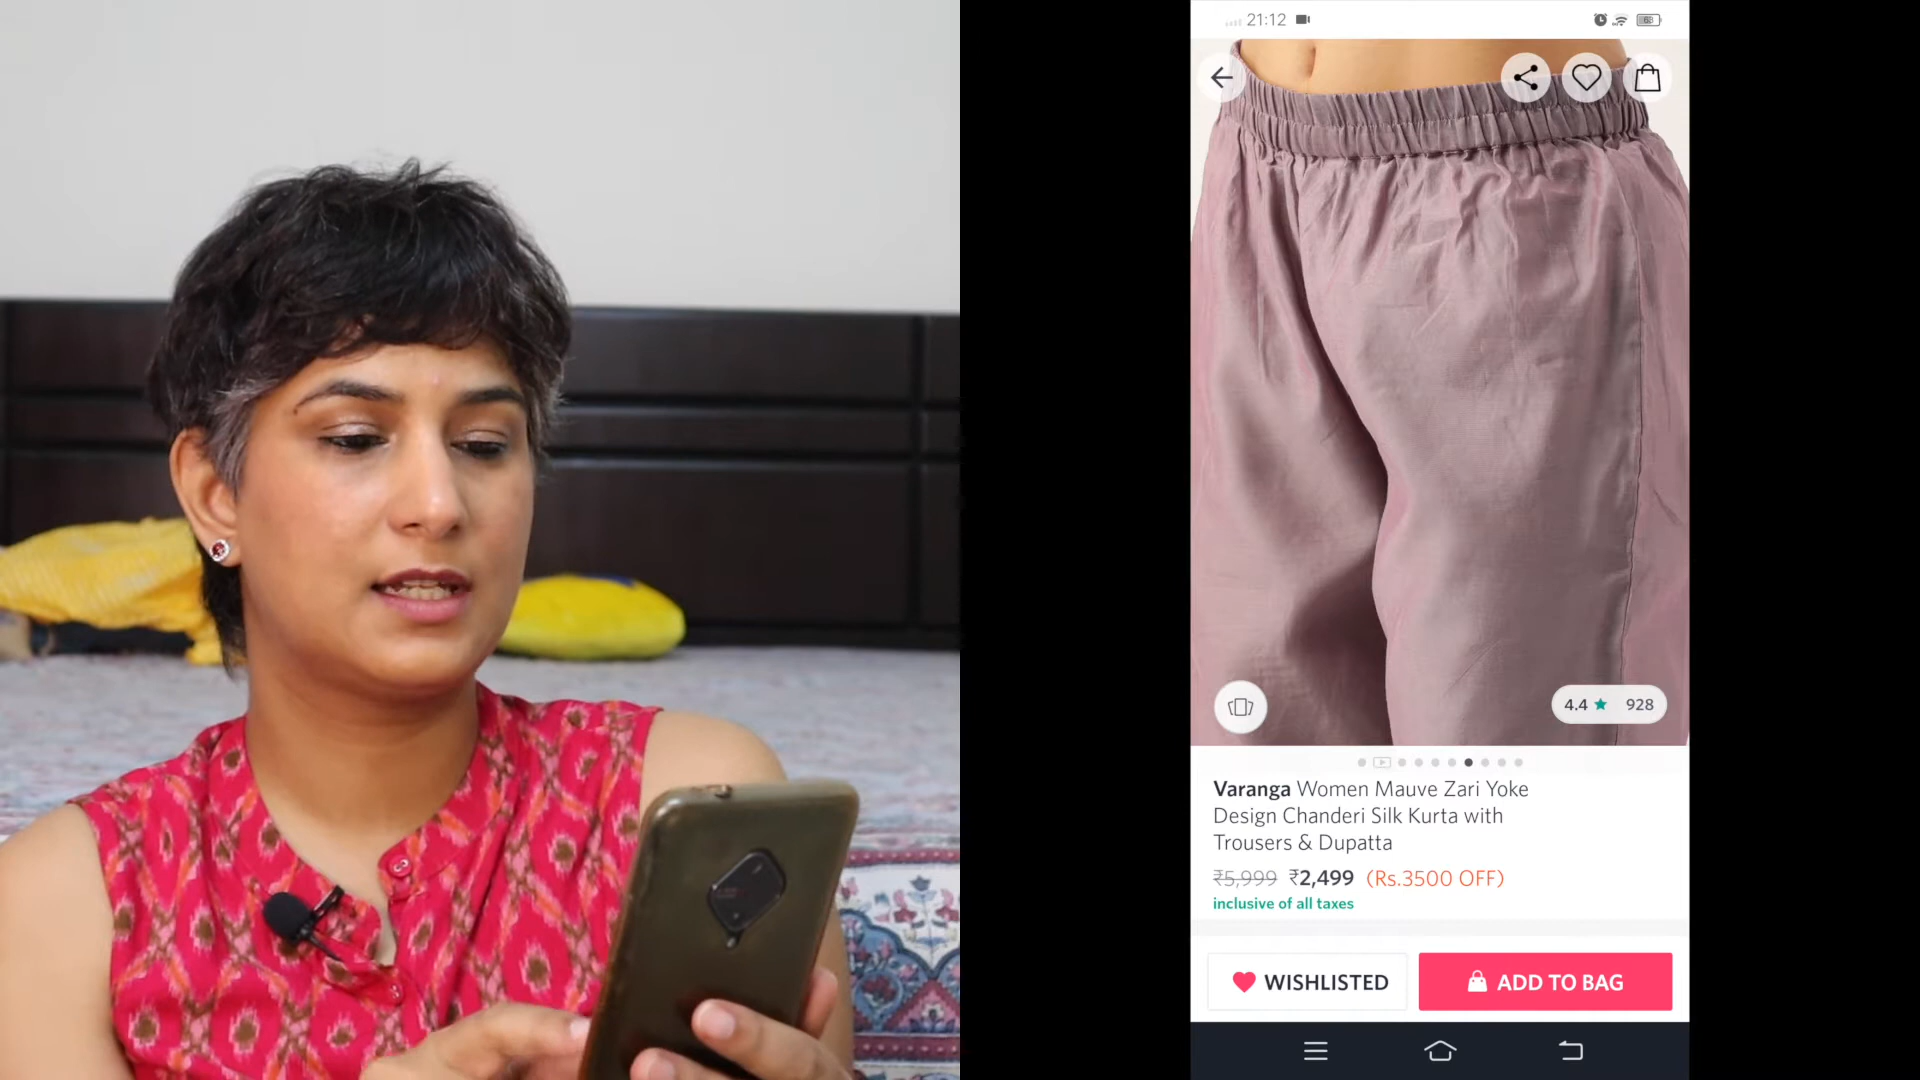 21:12
4.4 ★ 928
Varanga Women Mauve Zari Yoke
Design Chanderi Silk Kurta with
Trousers & Dupatta
₹5,999 ₹2,499 (Rs.3500 OFF)
inclusive of all taxes
WISHLISTED
ADD TO BAG